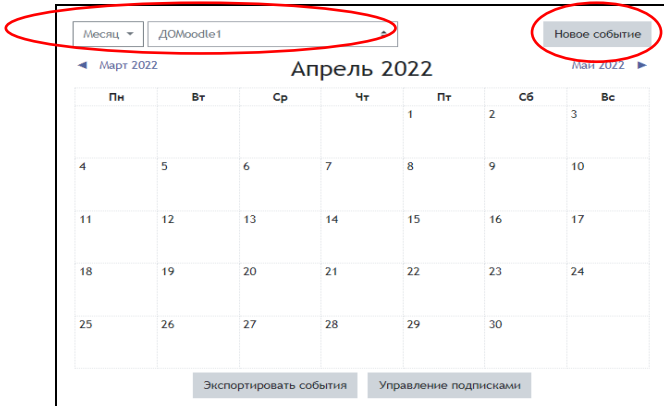 Месяц ДОMoodle1 Новое событие
Март 2022 Апрель 2022 Май 2022
Пн Вт Ср Чт Пт Сб Вс
1 2 3
4 5 6 7 8 9 10
11 12 13 14 15 16 17
18 19 20 21 22 23 24
25 26 27 28 29 30
Экспортировать события Управление подписками